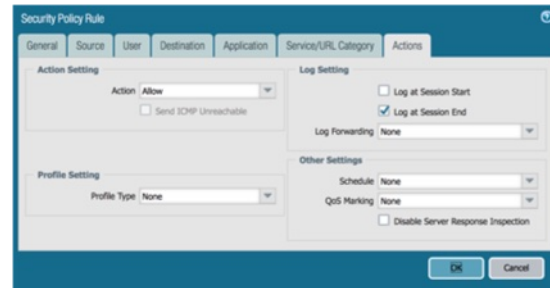 Security Policy Rule
General Source User Destination Application Service/URL Category Actions
Action Setting
Action Allow
Send ICMP Unreachable
Profile Setting
Profile Type None
Log Setting
Log at Session Start
Log at Session End
Log Forwarding None
Other Settings
Schedule None
QoS Marking None
Disable Server Response Inspection
OK Cancel